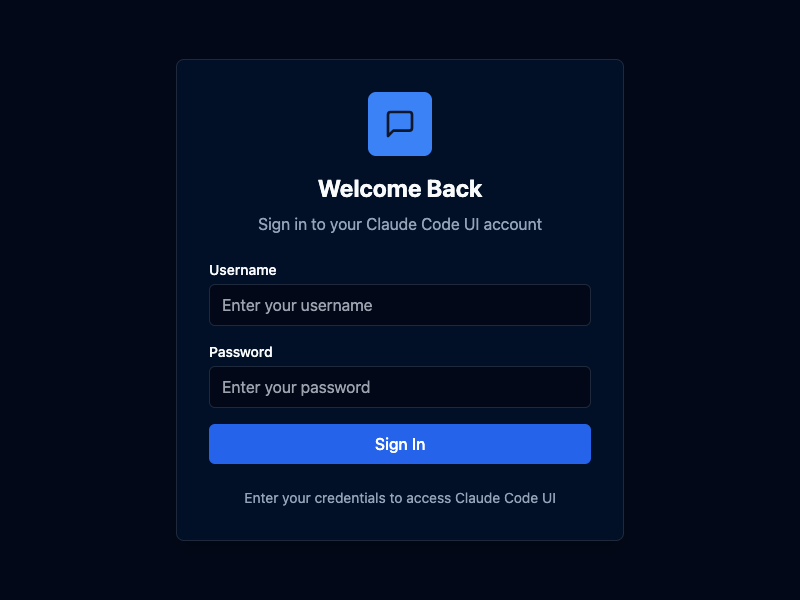 Welcome Back
Sign in to your Claude Code UI account
Username
Enter your username
Password
Enter your password
Sign In
Enter your credentials to access Claude Code UI